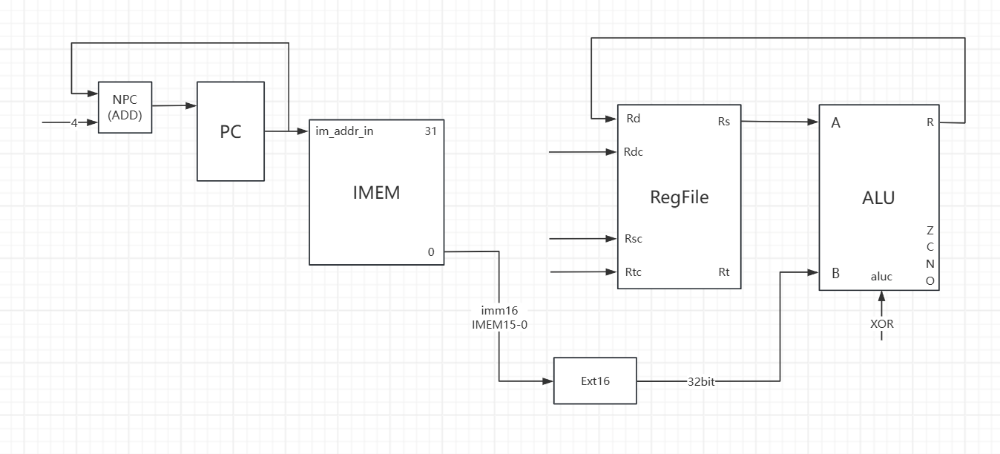 NPC
(ADD)
4
PC
im_addr_in
31
IMEM
0
imm16
IMEM15-0
Ext16
32bit
Rd
Rs
Rdc
RegFile
Rsc
Rtc
Rt
A
R
ALU
Z
C
N
O
B
aluc
XOR